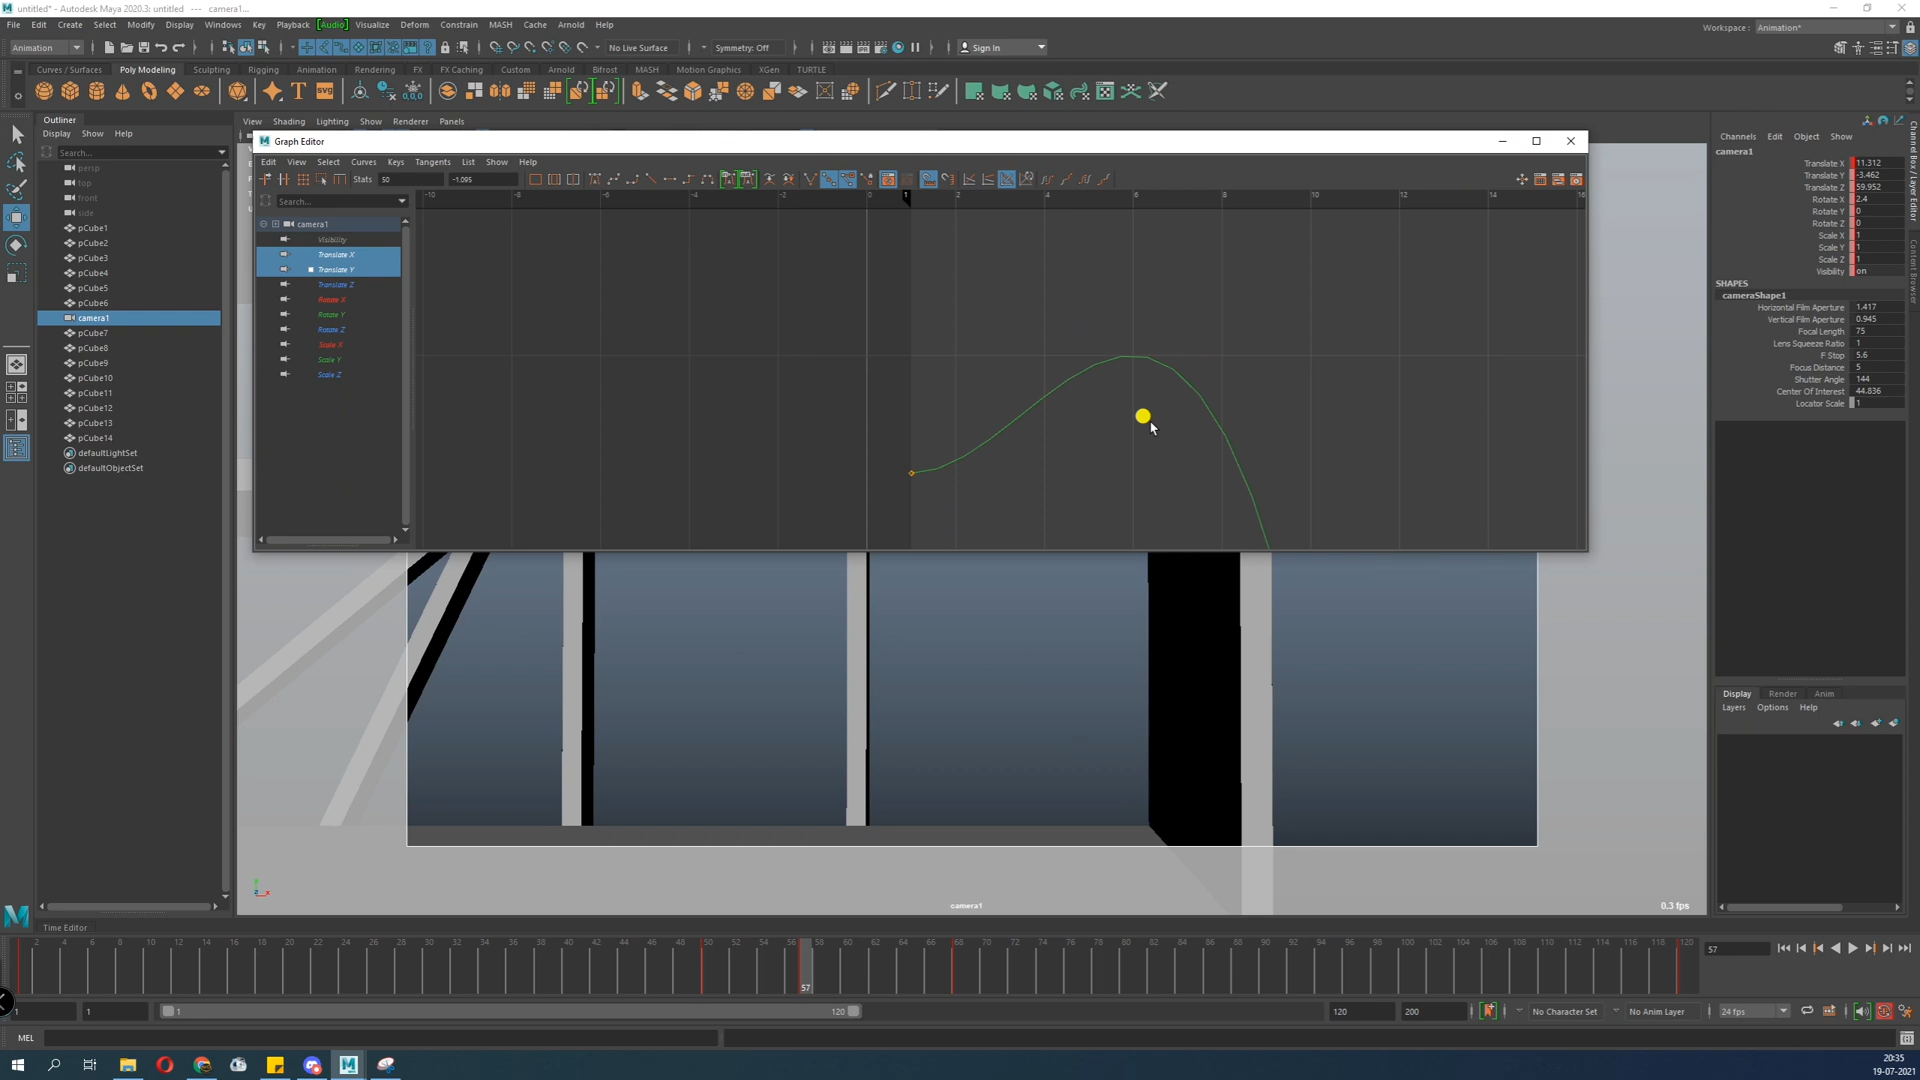 untitled* - Autodesk Maya 2020.3: untitled --- camera1...
File Edit Create Select Modify Display Windows Key Playback [Audio] Visualize Deform Constrain MASH Cache Arnold Help
Workspace : Animation*
Animation No Live Surface Symmetry: Off Sign In
Curves / Surfaces Poly Modeling Sculpting Rigging Animation Rendering FX FX Caching Custom Arnold Bifrost MASH Motion Graphics XGen TURTLE
Outliner
Display Show Help
Search...
persp
top
front
side
pCube1
pCube2
pCube3
pCube4
pCube5
pCube6
camera1
pCube7
pCube8
pCube9
pCube10
pCube11
pCube12
pCube13
pCube14
defaultLightSet
defaultObjectSet
View Shading Lighting Show Renderer Panels
Graph Editor
Edit View Select Curves Keys Tangents List Show Help
Stats 50 -1.095
Search...
-10 -8 -6 -4 -2 0 1 2 4 6 8 10 12 14 16
camera1
Visibility
Translate X
Translate Y
Translate Z
Rotate X
Rotate Y
Rotate Z
Scale X
Scale Y
Scale Z
camera1
0.3 fps
Channels Edit Object Show
camera1
Translate X 11.312
Translate Y -3.462
Translate Z 59.952
Rotate X 2.4
Rotate Y 0
Rotate Z 0
Scale X 1
Scale Y 1
Scale Z 1
Visibility on
SHAPES
cameraShape1
Horizontal Film Aperture 1.417
Vertical Film Aperture 0.945
Focal Length 75
Lens Squeeze Ratio 1
F Stop 5.6
Focus Distance 5
Shutter Angle 144
Center Of Interest 44.836
Locator Scale 1
Channel Box / Layer Editor
Content Browser
Display Render Anim
Layers Options Help
Time Editor
2 4 6 8 10 12 14 16 18 20 22 24 26 28 30 32 34 36 38 40 42 44 46 48 50 52 54 56 58 60 62 64 66 68 70 72 74 76 78 80 82 84 86 88 90 92 94 96 98 100 102 104 106 108 110 112 114 116 118 120
57
57
1 1 1 120 120 200 No Character Set No Anim Layer 24 fps
MEL
20:35
19-07-2021